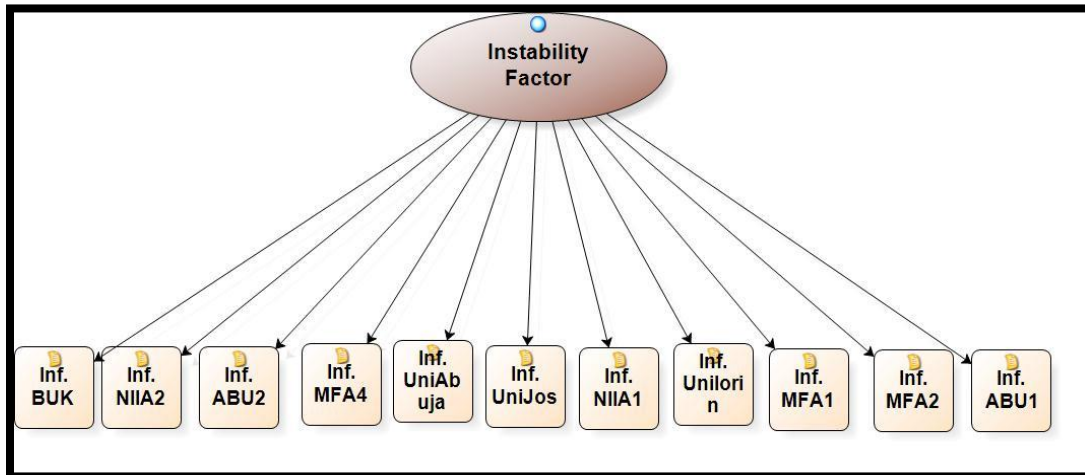 Instability
Factor
Inf.
BUK
Inf.
NIIA2
Inf.
ABU2
Inf.
MFA4
Inf.
UniAb
uja
Inf.
UniJos
Inf.
NIIA1
Inf.
Unilori
n
Inf.
MFA1
Inf.
MFA2
Inf.
ABU1